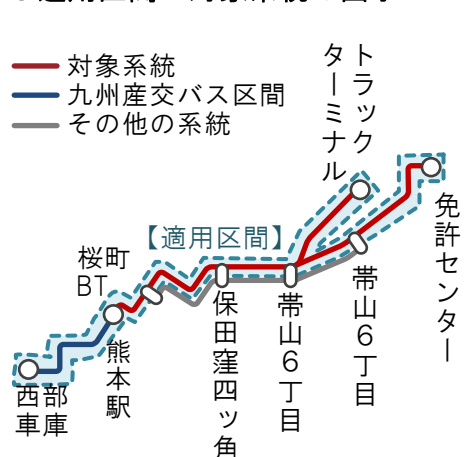 対象系統
九州産交バス区間
その他の系統
トラック
ターミナル
【適用区間】
免許センター
桜町
BT
帯山6丁目
帯山6丁目
保田窪四ッ角
熊本駅
西部
車庫